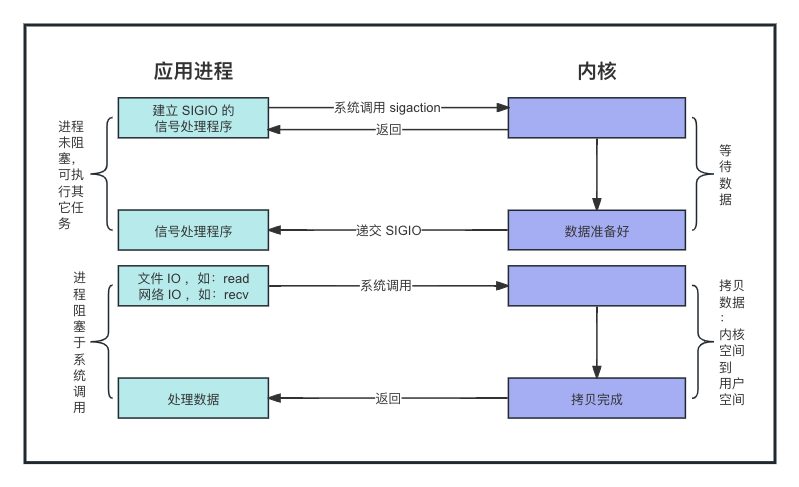 应用进程
内核
建立 SIGIO 的
信号处理程序
系统调用 sigaction
返回
进程
未阻
塞，
可执
行其
它任
务
等
待
数
据
信号处理程序
递交 SIGIO
数据准备好
文件 IO ，如：read
网络 IO ，如：recv
系统调用
进
程
阻
塞
于
系
统
调
用
拷贝
数据
：
内核
空间
到
用户
空间
处理数据
返回
拷贝完成